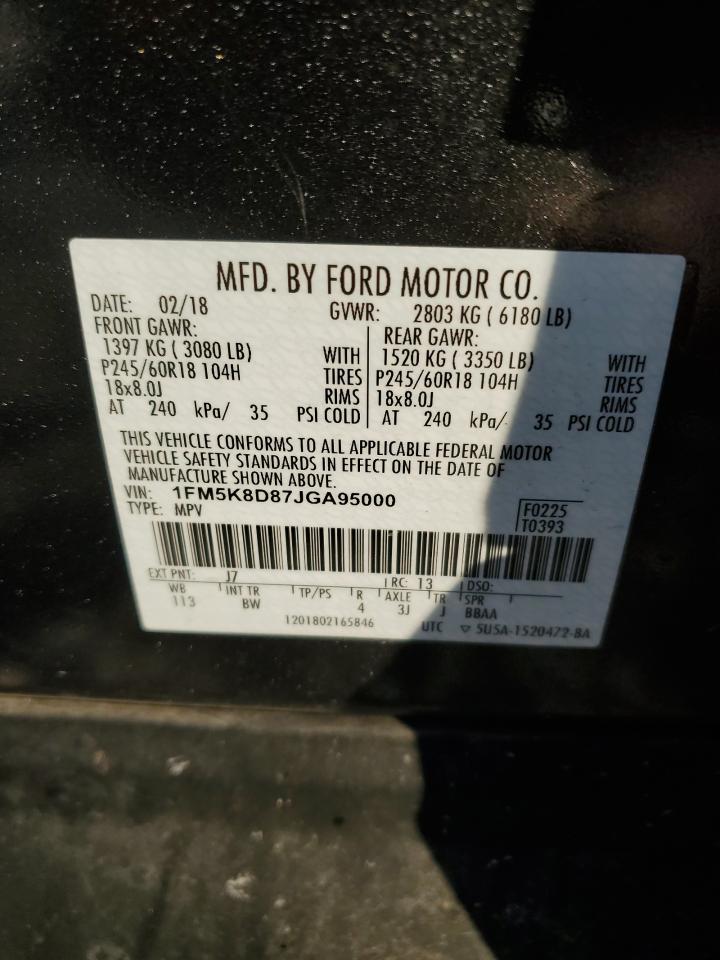 MFD. BY FORD MOTOR CO.
DATE: 02/18 GVWR: 2803 KG ( 6180 LB)
FRONT GAWR: REAR GAWR:
1397 KG ( 3080 LB) WITH 1520 KG ( 3350 LB) WITH
P245/60R18 104H TIRES P245/60R18 104H TIRES
18x8.0J RIMS 18x8.0J RIMS
AT 240 kPa/ 35 PSI COLD AT 240 kPa/ 35 PSI COLD
THIS VEHICLE CONFORMS TO ALL APPLICABLE FEDERAL MOTOR
VEHICLE SAFETY STANDARDS IN EFFECT ON THE DATE OF
MANUFACTURE SHOWN ABOVE.
VIN: 1FM5K8D87JGA95000 F0225
TYPE: MPV T0393
EXT PNT: J7 RC: 13 DSO:
WB INT TR TP/PS R AXLE TR SPR
113 BW 4 3J J BBAA
1201802165846 UTC ▽ 5U5A-1520472-BA